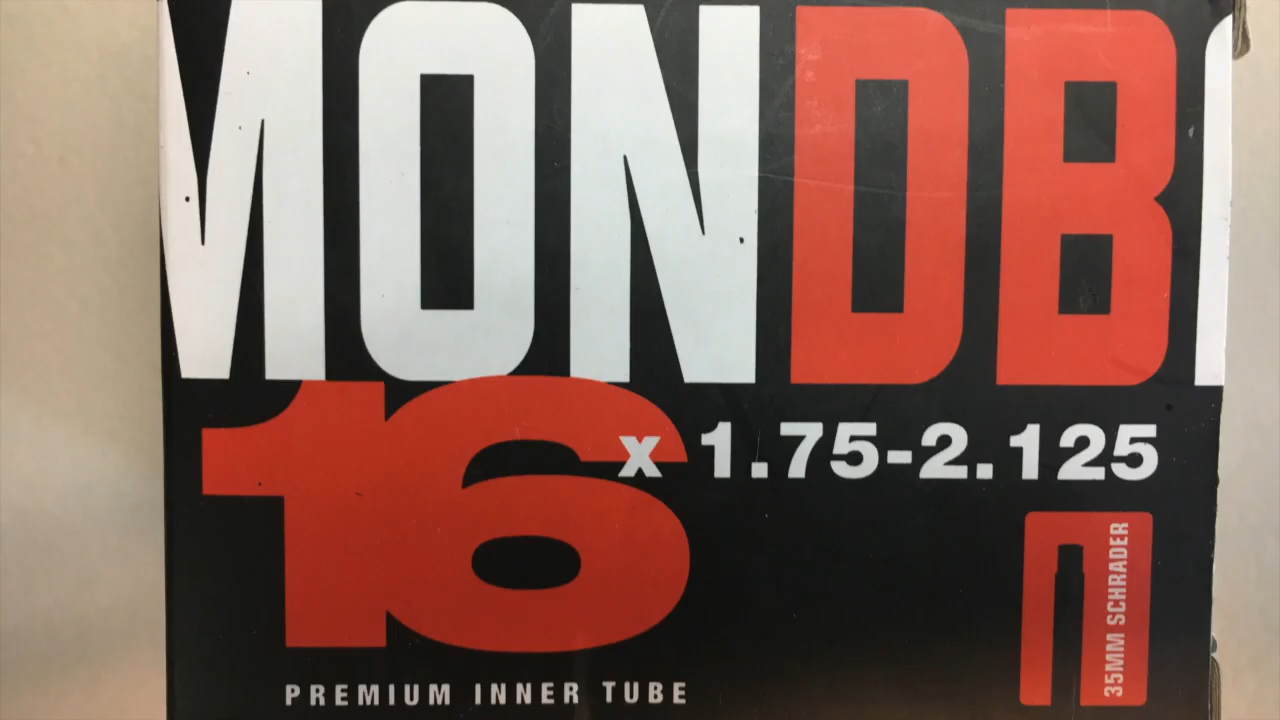 MONDB
16 x 1.75-2.125
35MM SCHRADER
PREMIUM INNER TUBE